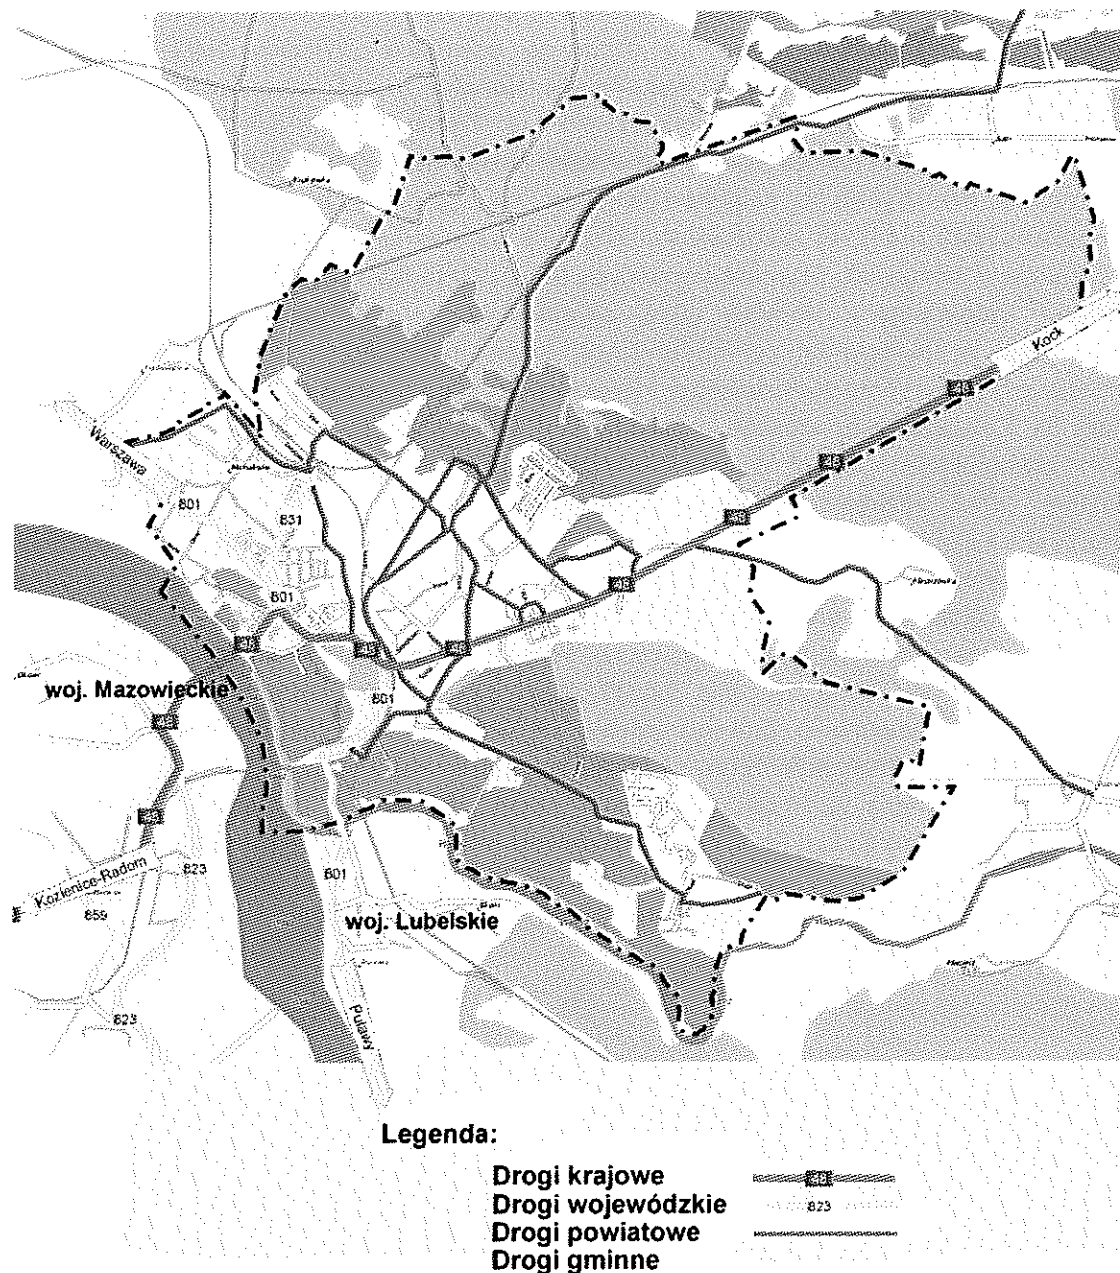 Kock
48
48
Warszawa
48
801
831
48
801
48
48
48
woj. Mazowieckie
801
48
48
Kozienice-Radom
823
801
859
woj. Lubelskie
823
Puławy
Legenda:
Drogi krajowe 48
Drogi wojewódzkie 823
Drogi powiatowe
Drogi gminne